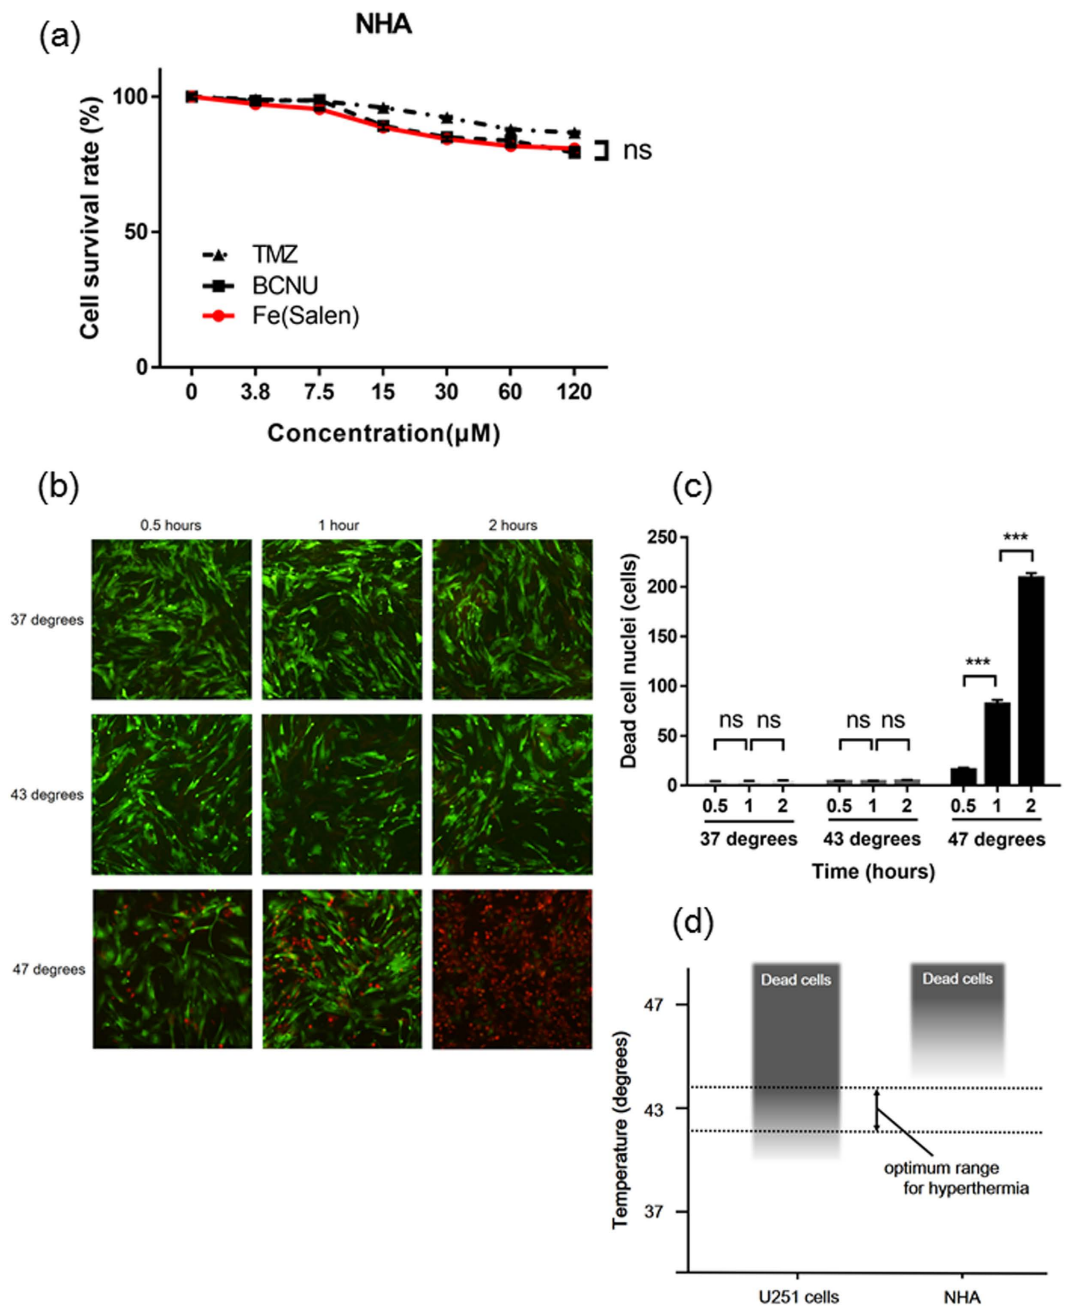 (a)
NHA
Cell survival rate (%)
100
50
0
TMZ
BCNU
Fe(Salen)
ns
0 3.8 7.5 15 30 60 120
Concentration(µM)
(b)
0.5 hours 1 hour 2 hours
37 degrees
43 degrees
47 degrees
(c)
Dead cell nuclei (cells)
250
200
150
100
50
0
ns ns ns ns *** ***
0.5 1 2 0.5 1 2 0.5 1 2
37 degrees 43 degrees 47 degrees
Time (hours)
(d)
Temperature (degrees)
Dead cells Dead cells
47
43
37
optimum range
for hyperthermia
U251 cells NHA